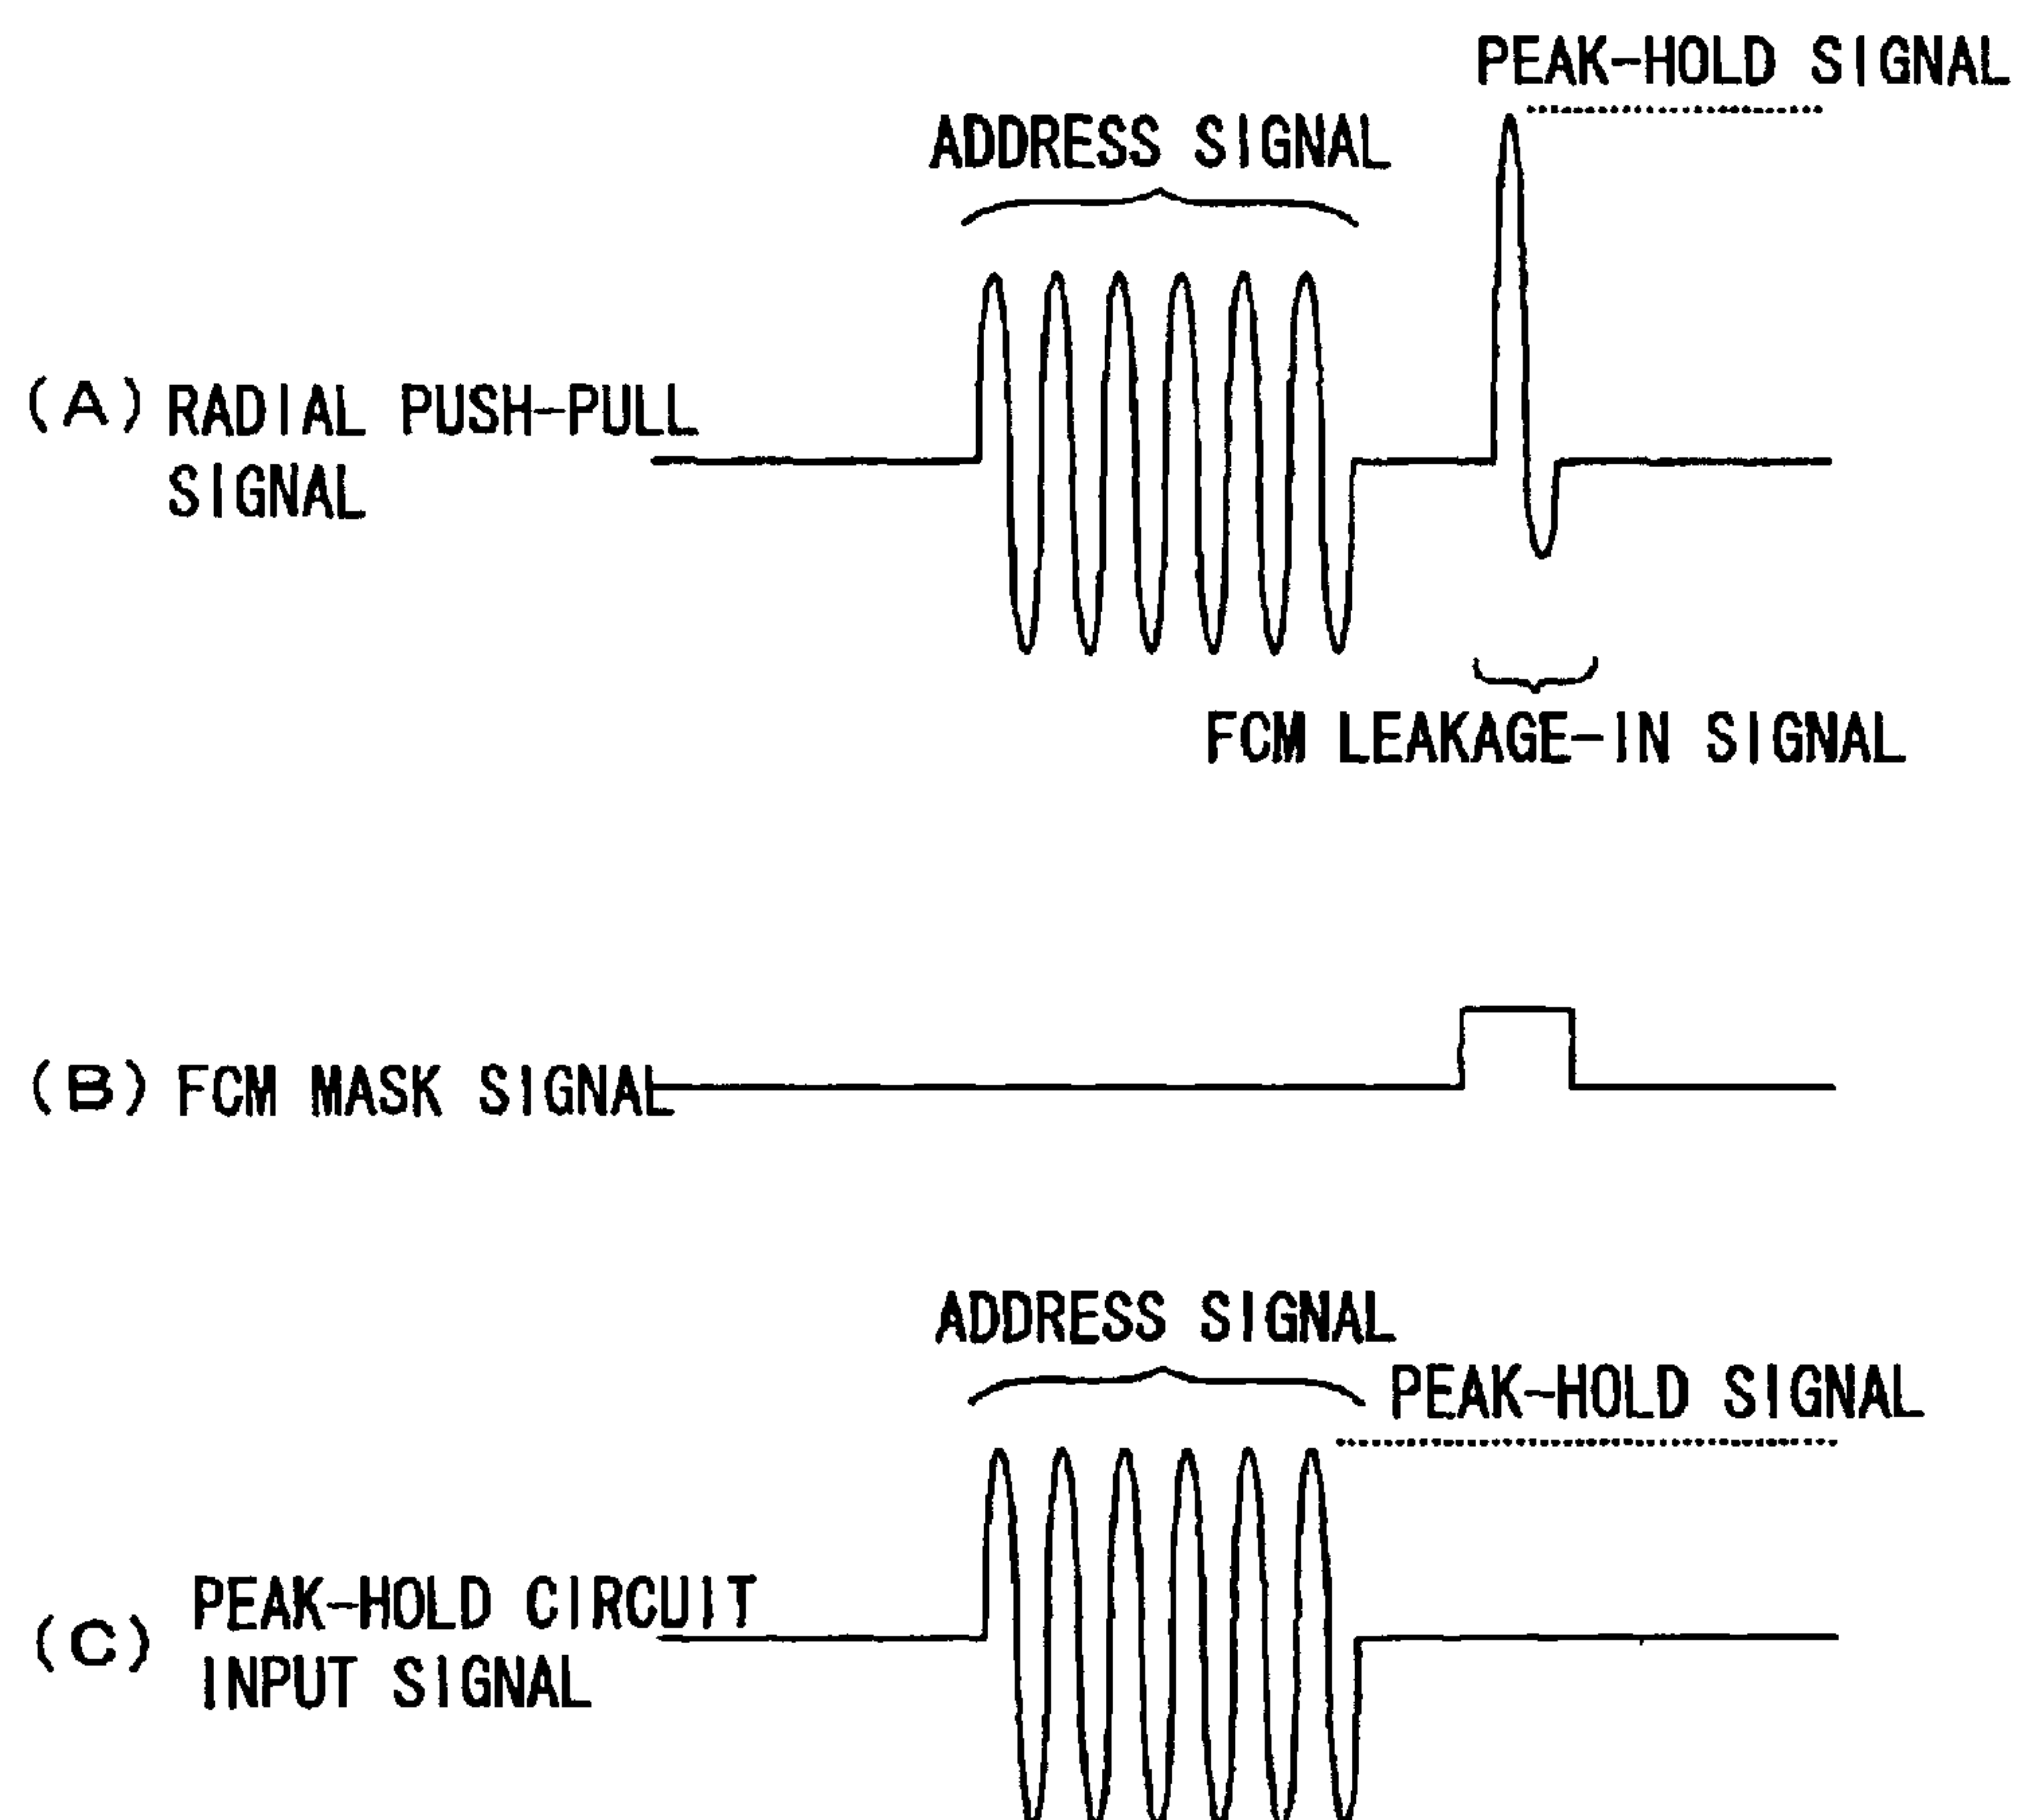 PEAK-HOLD SIGNAL
ADDRESS SIGNAL
(A) RADIAL PUSH-PULL
SIGNAL
FCM LEAKAGE-IN SIGNAL
(B) FCM MASK SIGNAL
ADDRESS SIGNAL
PEAK-HOLD SIGNAL
(C) PEAK-HOLD CIRCUIT
INPUT SIGNAL